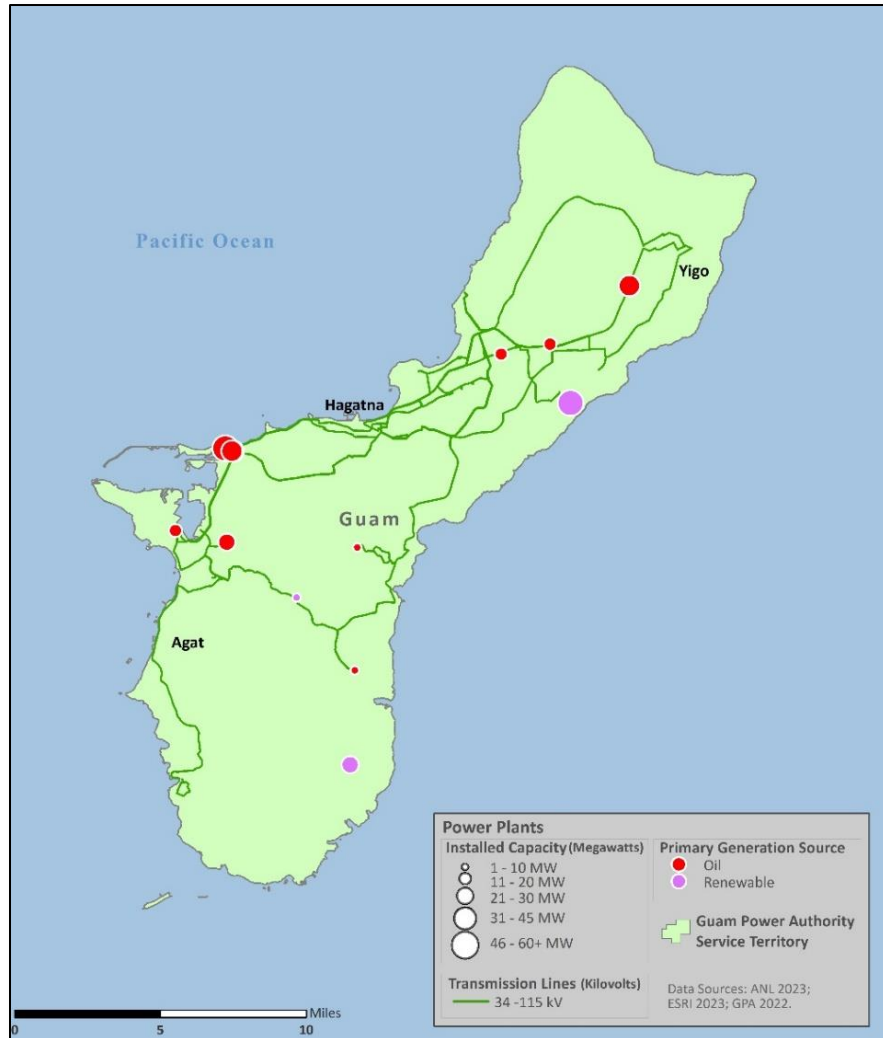 Pacific Ocean
Yigo
Hagatna
Guam
Agat
Power Plants
Installed Capacity (Megawatts)
1 - 10 MW
11 - 20 MW
21 - 30 MW
31 - 45 MW
46 - 60+ MW
Primary Generation Source
Oil
Renewable
Guam Power Authority
Service Territory
Transmission Lines (Kilovolts)
34 -115 kV
Data Sources: ANL 2023;
ESRI 2023; GPA 2022.
Miles
0 5 10